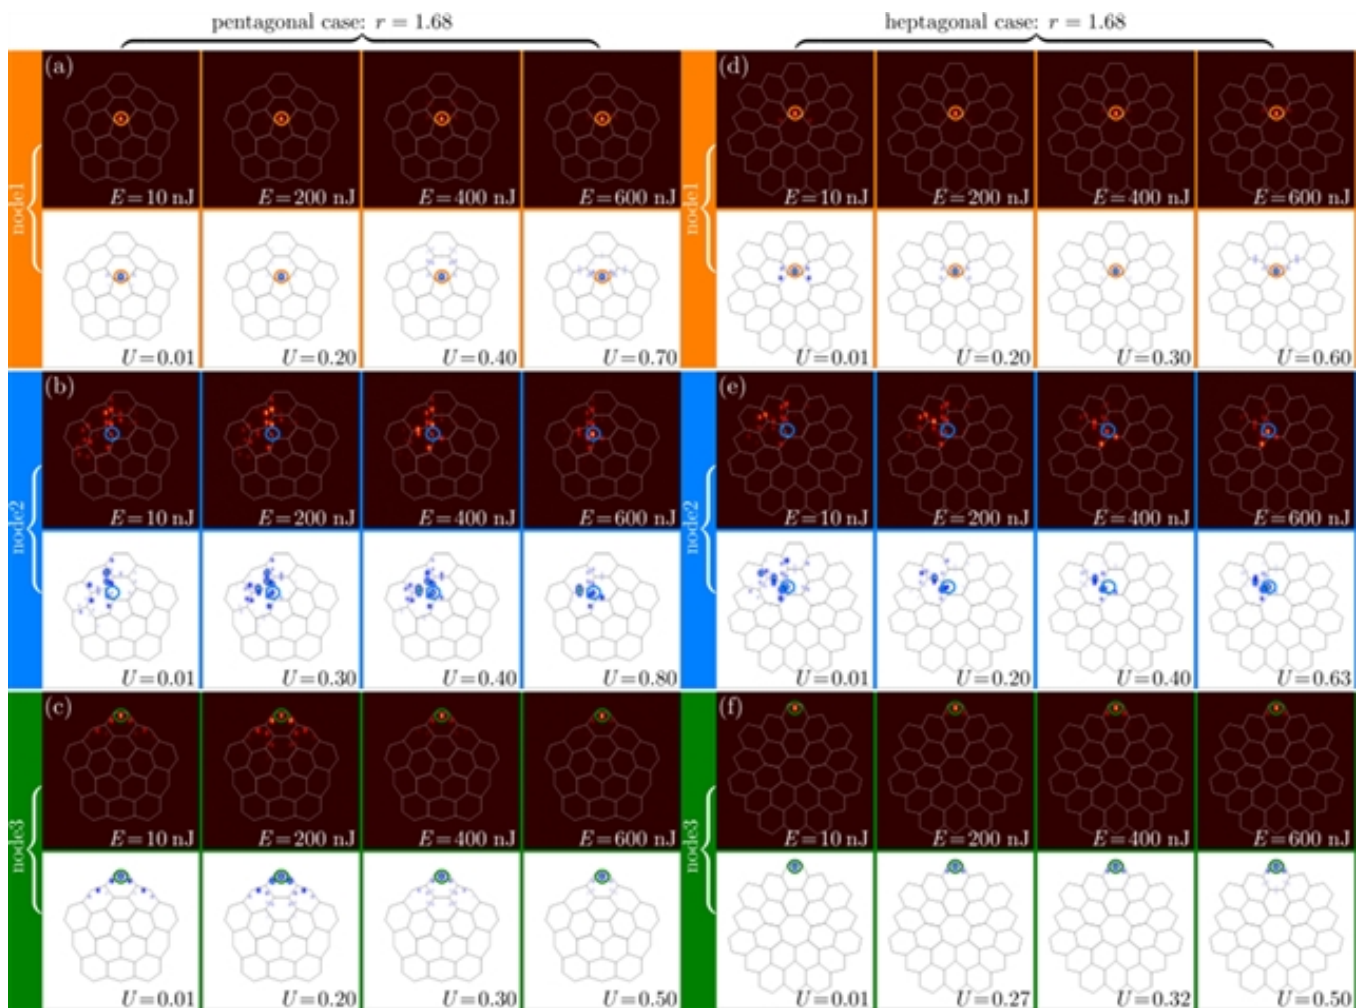 pentagonal case: r = 1.68
heptagonal case: r = 1.68
node1
(a)
E=10 nJ
E=200 nJ
E=400 nJ
E=600 nJ
U=0.01
U=0.20
U=0.40
U=0.70
node1
(d)
E=10 nJ
E=200 nJ
E=400 nJ
E=600 nJ
U=0.01
U=0.20
U=0.30
U=0.60
node2
(b)
E=10 nJ
E=200 nJ
E=400 nJ
E=600 nJ
U=0.01
U=0.30
U=0.40
U=0.80
node2
(e)
E=10 nJ
E=200 nJ
E=400 nJ
E=600 nJ
U=0.01
U=0.20
U=0.40
U=0.63
node3
(c)
E=10 nJ
E=200 nJ
E=400 nJ
E=600 nJ
U=0.01
U=0.20
U=0.30
U=0.50
node3
(f)
E=10 nJ
E=200 nJ
E=400 nJ
E=600 nJ
U=0.01
U=0.27
U=0.32
U=0.50